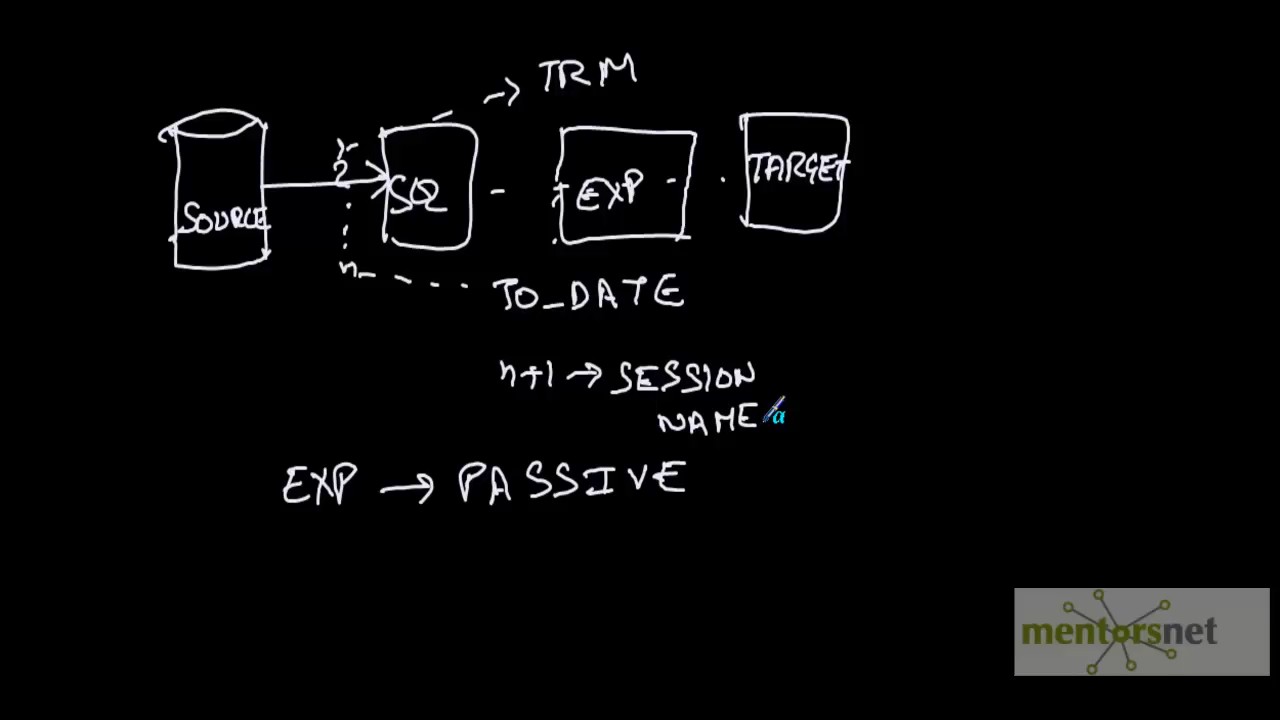 → TRM
SOURCE
SQ
EXP
TARGET
n
TO_DATE
n+1 → SESSION
NAME
EXP → PASSIVE
mentorsnet